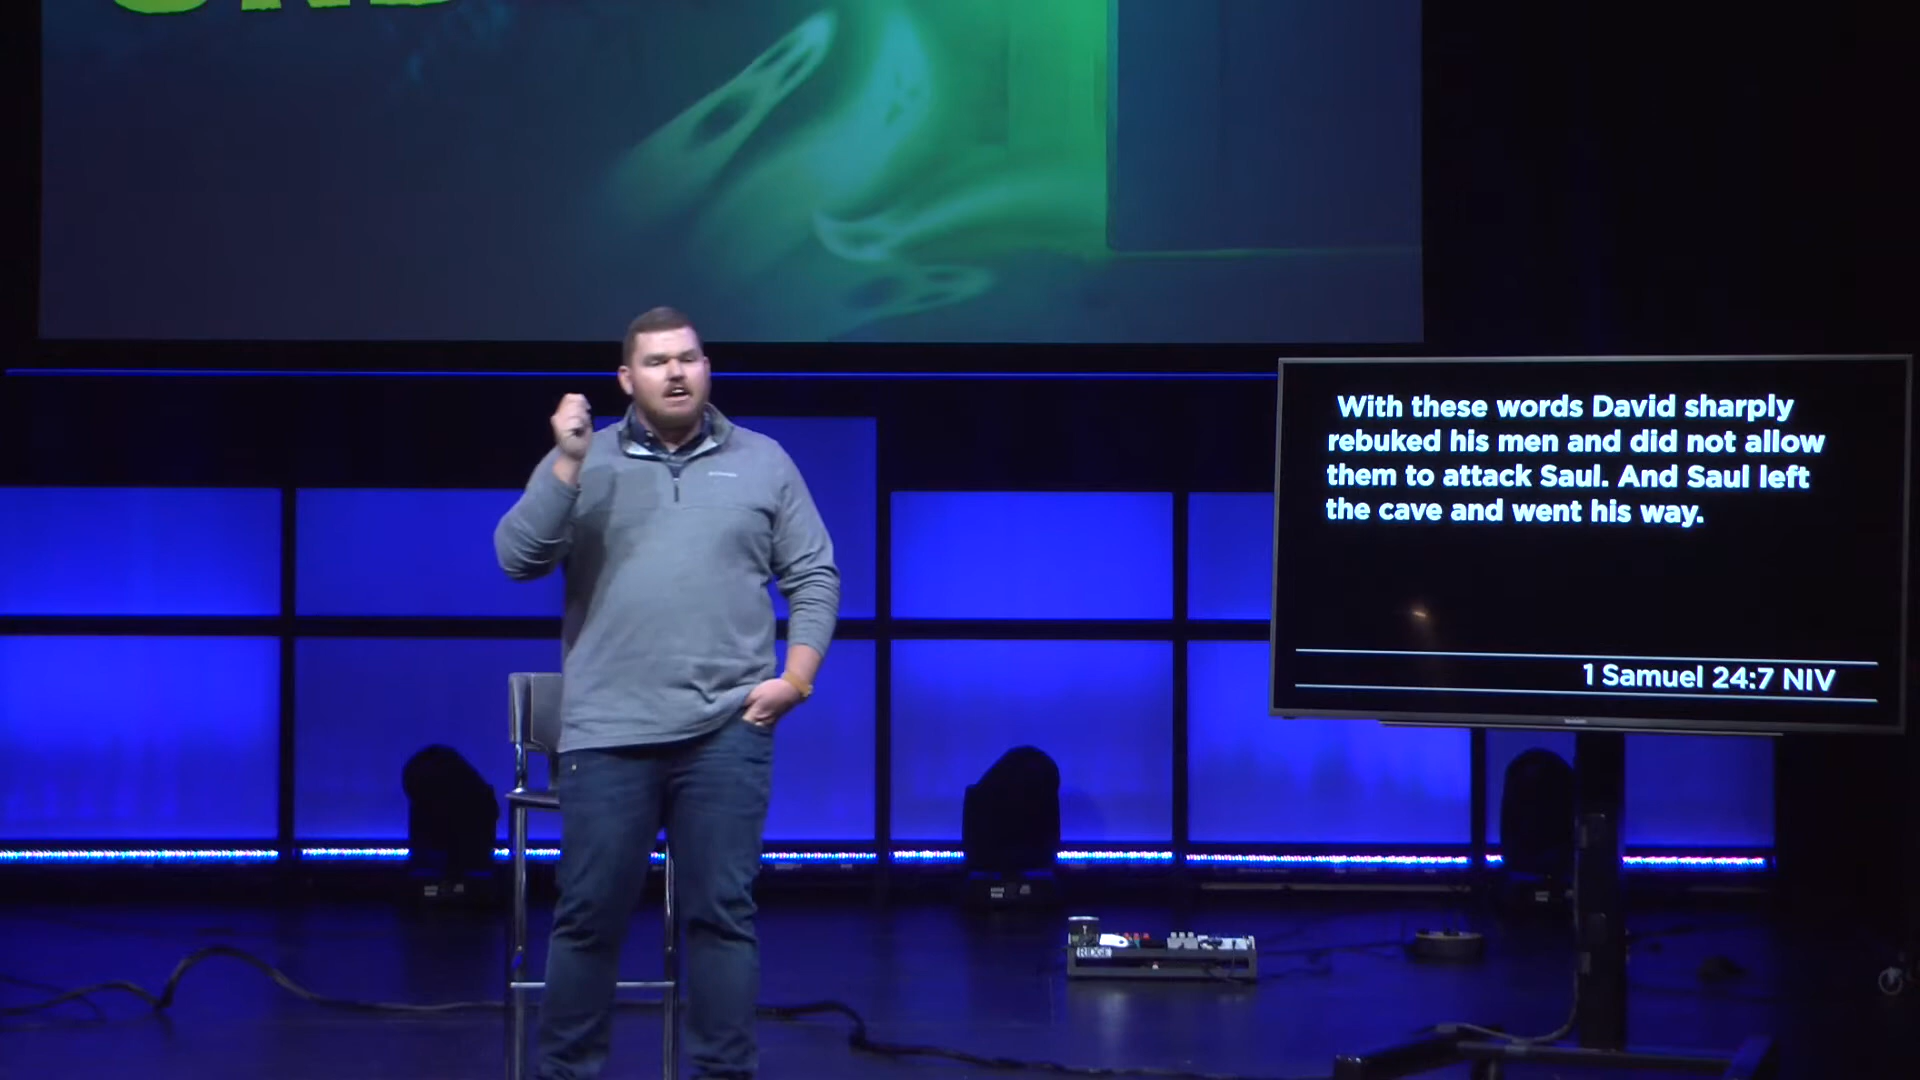 With these words David sharply
rebuked his men and did not allow
them to attack Saul. And Saul left
the cave and went his way.
1 Samuel 24:7 NIV
RIDGE